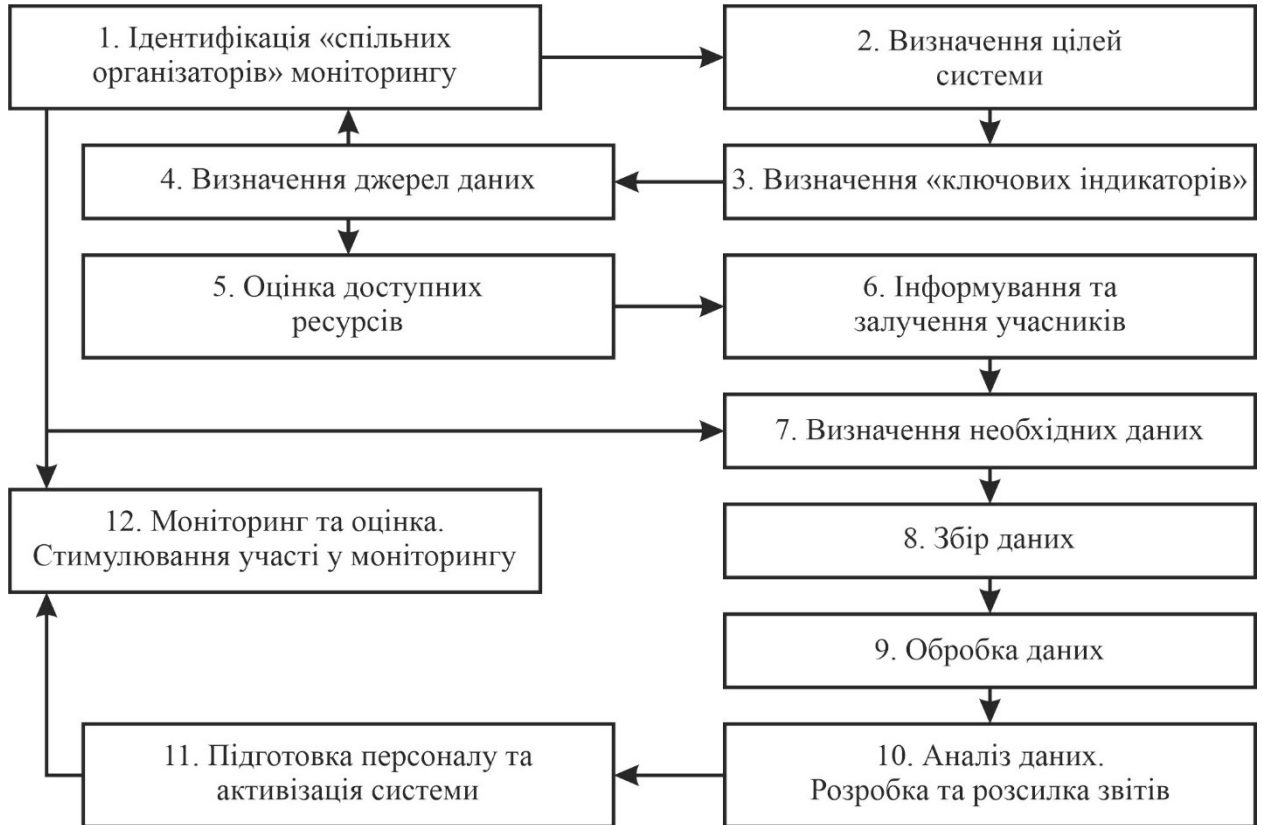 1. Ідентифікація «спільних
організаторів» моніторингу
2. Визначення цілей
системи
3. Визначення «ключових індикаторів»
4. Визначення джерел даних
5. Оцінка доступних
ресурсів
6. Інформування та
залучення учасників
7. Визначення необхідних даних
8. Збір даних
9. Обробка даних
10. Аналіз даних.
Розробка та розсилка звітів
11. Підготовка персоналу та
активізація системи
12. Моніторинг та оцінка.
Стимулювання участі у моніторингу